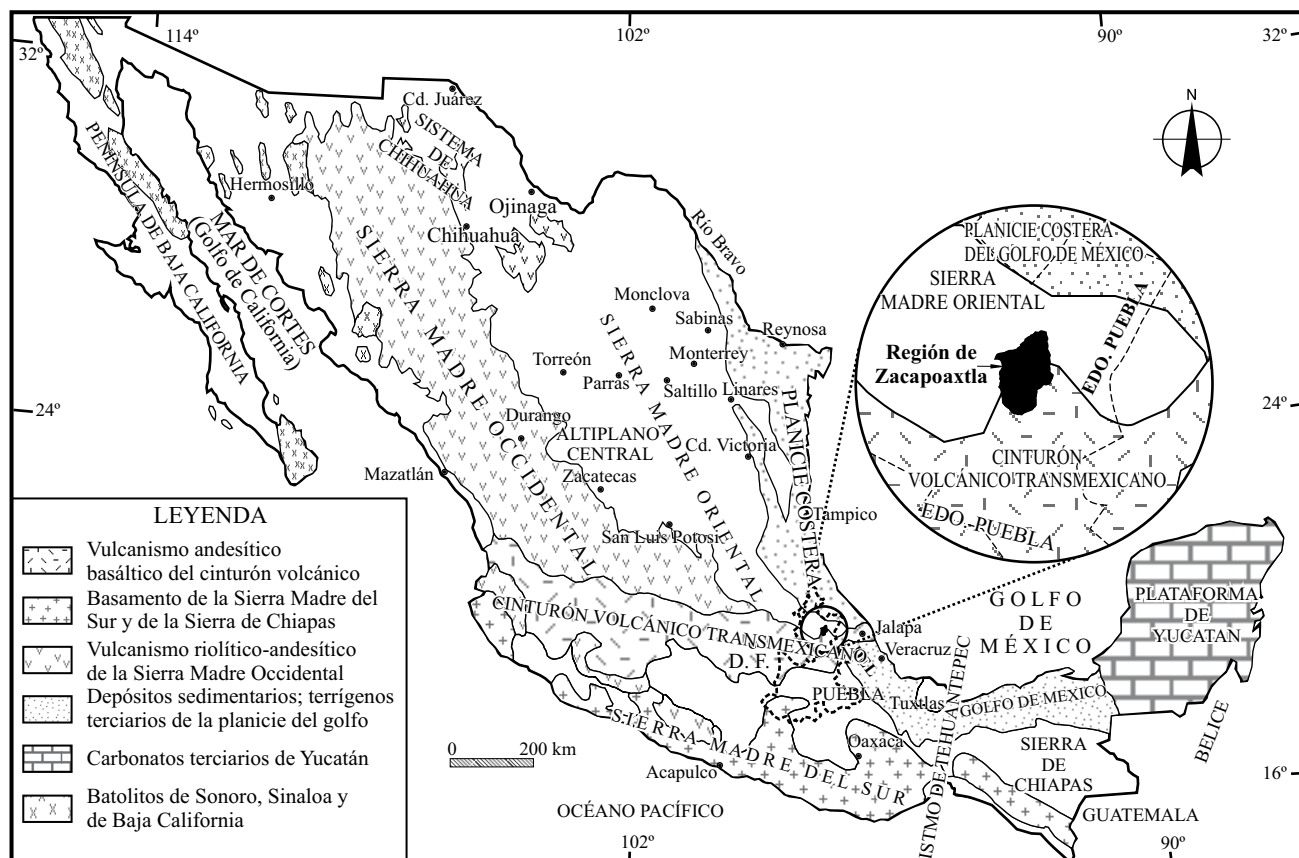 114º
102º
90º
32º
32º
N
Cd. Juárez
SISTEMA
DE
CHIHUAHUA
Hermosillo
Ojinaga
Chihuahua
PENÍNSULA DE BAJA CALIFORNIA
MAR DE CORTES
(Golfo de California)
SIERRA MADRE OCCIDENTAL
Río Bravo
Monclova
Sabinas
Reynosa
Torreón
Monterrey
Parras
Saltillo
Linares
SIERRA MADRE ORIENTAL
PLANICIE COSTERA
DEL GOLFO DE MÉXICO
SIERRA
MADRE ORIENTAL
EDO. PUEBLA
Región de
Zacapoaxtla
CINTURÓN
VOLCÁNICO TRANSMEXICANO
EDO. PUEBLA
24º
24º
Durango
ALTIPLANO
CENTRAL
Cd. Victoria
PLANICIE COSTERA
Mazatlán
Zacatecas
Tampico
San Luis Potosí
CINTURÓN VOLCÁNICO TRANSMEXICANO
D. F.
Jalapa
Veracruz
PUEBLA
Tuxtlas
GOLFO
DE
MÉXICO
PLATAFORMA
DE
YUCATAN
GOLFO DE MÉXICO
ISTMO DE TEHUANTEPEC
BELICE
SIERRA MADRE DEL SUR
Oaxaca
SIERRA
DE
CHIAPAS
0 200 km
Acapulco
16º
GUATEMALA
OCÉANO PACÍFICO
102º
90º
LEYENDA
Vulcanismo andesítico
basáltico del cinturón volcánico
Basamento de la Sierra Madre del
Sur y de la Sierra de Chiapas
Vulcanismo riolítico-andesítico
de la Sierra Madre Occidental
Depósitos sedimentarios; terrígenos
terciarios de la planicie del golfo
Carbonatos terciarios de Yucatán
Batolitos de Sonoro, Sinaloa y
de Baja California